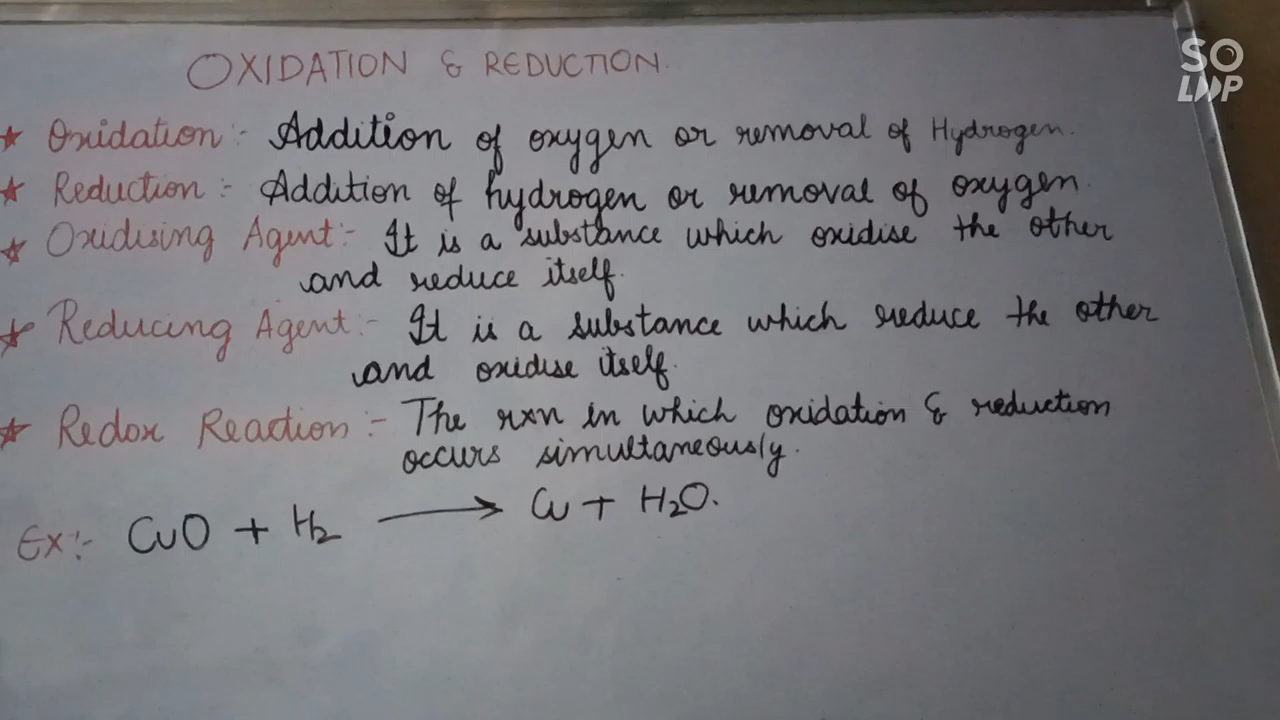 OXIDATION & REDUCTION.
SO
LOOP
★ Oxidation:- Addition of oxygen or removal of Hydrogen.
★ Reduction:- Addition of hydrogen or removal of oxygen.
★ Oxidising Agent:- It is a substance which oxidise the other
and reduce itself.
★ Reducing Agent:- It is a substance which reduce the other
and oxidise itself.
★ Redox Reaction:- The rxn in which oxidation & reduction
occurs simultaneously.
Ex:- CuO + H₂ ⟶ Cu + H₂O.